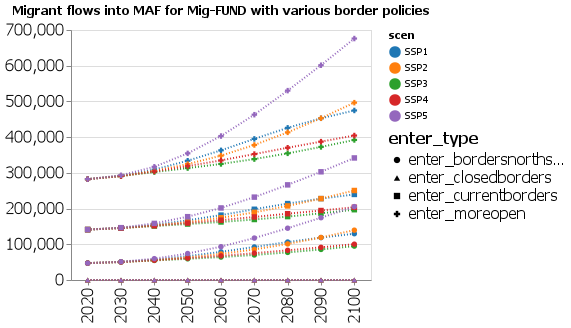 Migrant flows into MAF for Mig-FUND with various border policies
700,000
600,000
500,000
400,000
300,000
200,000
100,000
0
2020
2030
2040
2050
2060
2070
2080
2090
2100
scen
SSP1
SSP2
SSP3
SSP4
SSP5
enter_type
enter_bordersnorths...
enter_closedborders
enter_currentborders
enter_moreopen